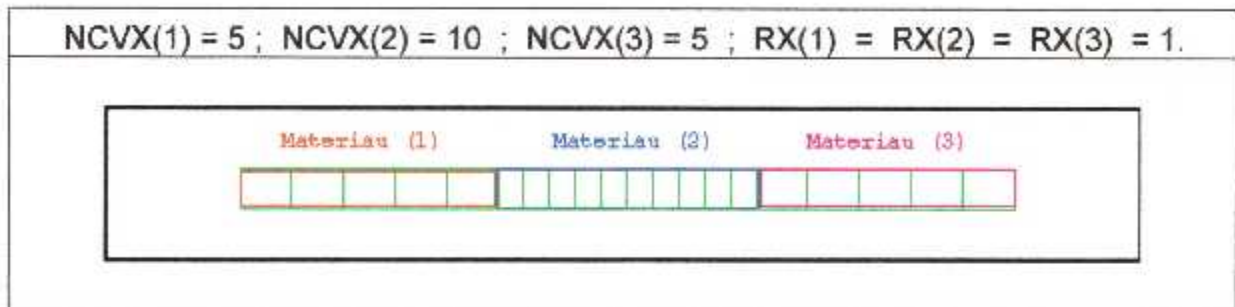 NCVX(1) = 5 ; NCVX(2) = 10 ; NCVX(3) = 5 ; RX(1) = RX(2) = RX(3) = 1.
Materiau (1) Materiau (2) Materiau (3)